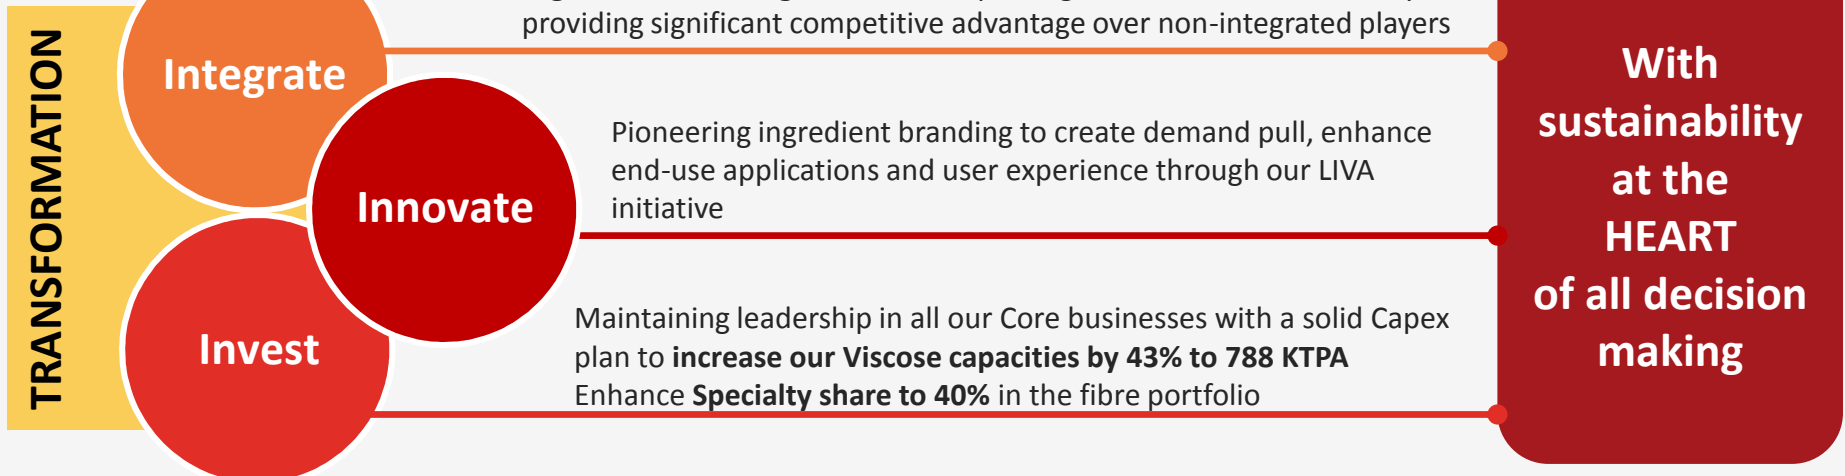 TRANSFORMATION
Integrate
providing significant competitive advantage over non-integrated players
Innovate
Pioneering ingredient branding to create demand pull, enhance
end-use applications and user experience through our LIVA
initiative
Invest
Maintaining leadership in all our Core businesses with a solid Capex
plan to increase our Viscose capacities by 43% to 788 KTPA
Enhance Specialty share to 40% in the fibre portfolio
With
sustainability
at the
HEART
of all decision
making